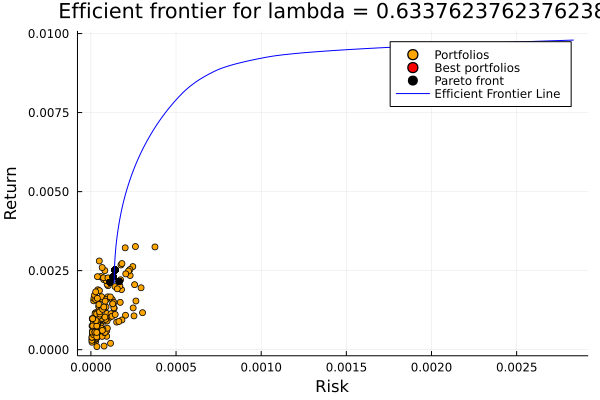 Efficient frontier for lambda = 0.6337623762376238
0.0100
Portfolios
Best portfolios
Pareto front
Efficient Frontier Line
0.0075
0.0050
0.0025
0.0000
Return
0.0000 0.0005 0.0010 0.0015 0.0020 0.0025
Risk